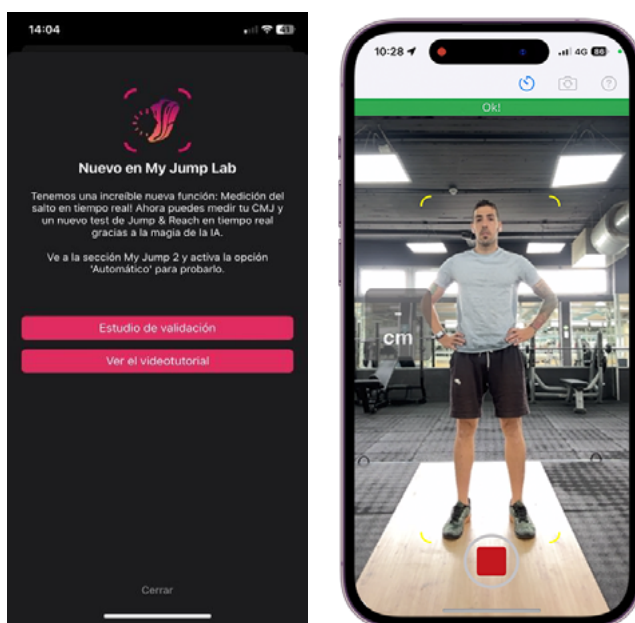 14:04
41
Nuevo en My Jump Lab
Tenemos una increíble nueva función: Medición del
salto en tiempo real! Ahora puedes medir tu CMJ y
un nuevo test de Jump & Reach en tiempo real
gracias a la magia de la IA.
Ve a la sección My Jump 2 y activa la opción
'Automático' para probarlo.
Estudio de validación
Ver el videotutorial
Cerrar
10:28
4G
86
?
Ok!
cm